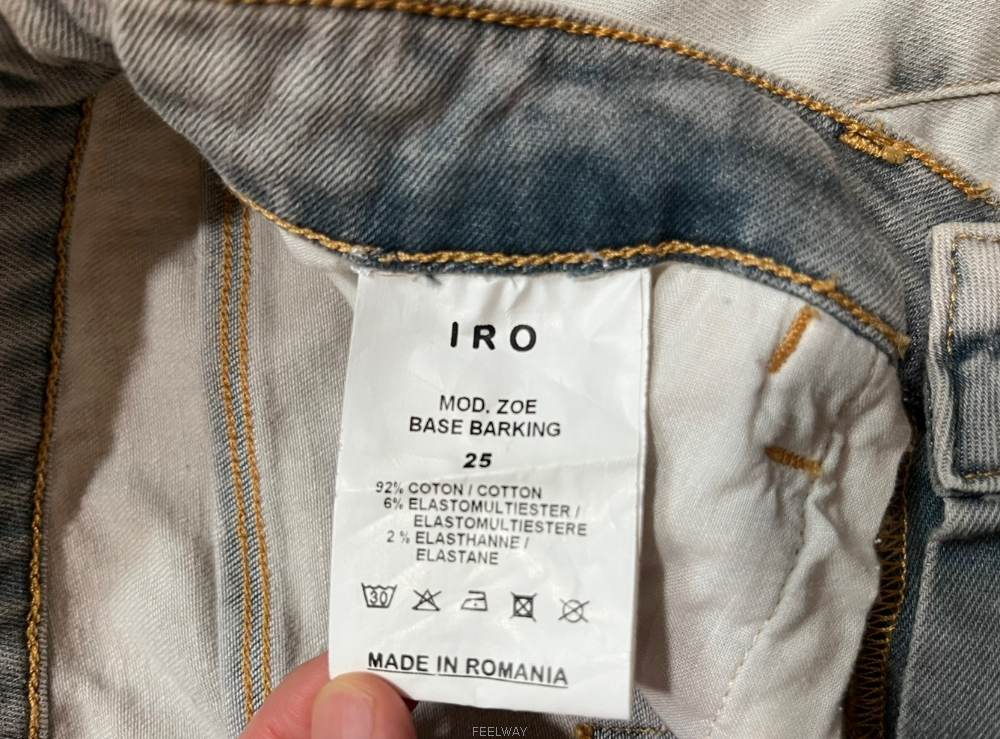 IRO
MOD. ZOE
BASE BARKING
25
92% COTON / COTTON
6% ELASTOMULTIESTER /
ELASTOMULTIESTERE
2 % ELASTHANNE /
ELASTANE
30
MADE IN ROMANIA
FEELWAY